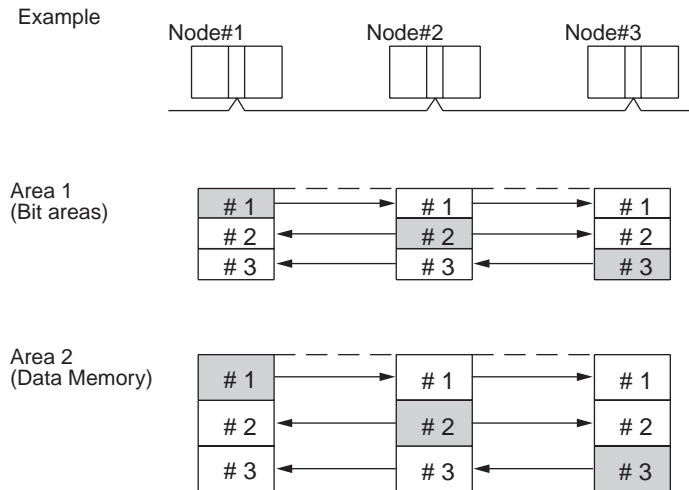 Example
Node#1 Node#2 Node#3
Area 1
(Bit areas)
# 1 # 1 # 1
# 2 # 2 # 2
# 3 # 3 # 3
Area 2
(Data Memory)
# 1 # 1 # 1
# 2 # 2 # 2
# 3 # 3 # 3